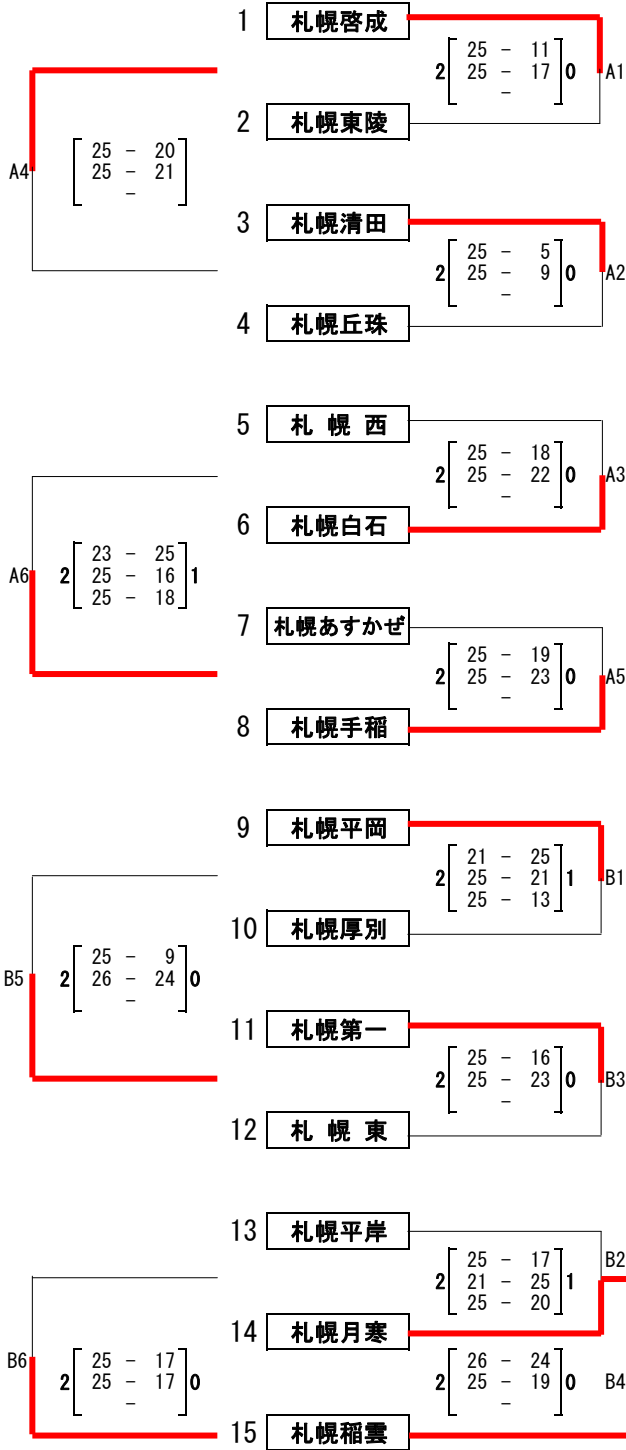 1 札幌啓成
2 25 - 11 0 A1
25 - 17
-
2 札幌東陵
A4 25 - 20
25 - 21
-
3 札幌清田
2 25 - 5 0 A2
25 - 9
-
4 札幌丘珠
5 札幌西
2 25 - 18 0 A3
25 - 22
-
6 札幌白石
A6 2 23 - 25 1
25 - 16
25 - 18
7 札幌あすかぜ
2 25 - 19 0 A5
25 - 23
-
8 札幌手稲
9 札幌平岡
2 21 - 25 1 B1
25 - 21
25 - 13
10 札幌厚別
B5 2 25 - 9 0
26 - 24
-
11 札幌第一
2 25 - 16 0 B3
25 - 23
-
12 札幌東
13 札幌平岸
2 25 - 17 1 B2
21 - 25
25 - 20
14 札幌月寒
B6 2 25 - 17 0
25 - 17
-
2 26 - 24 0 B4
25 - 19
-
15 札幌稲雲